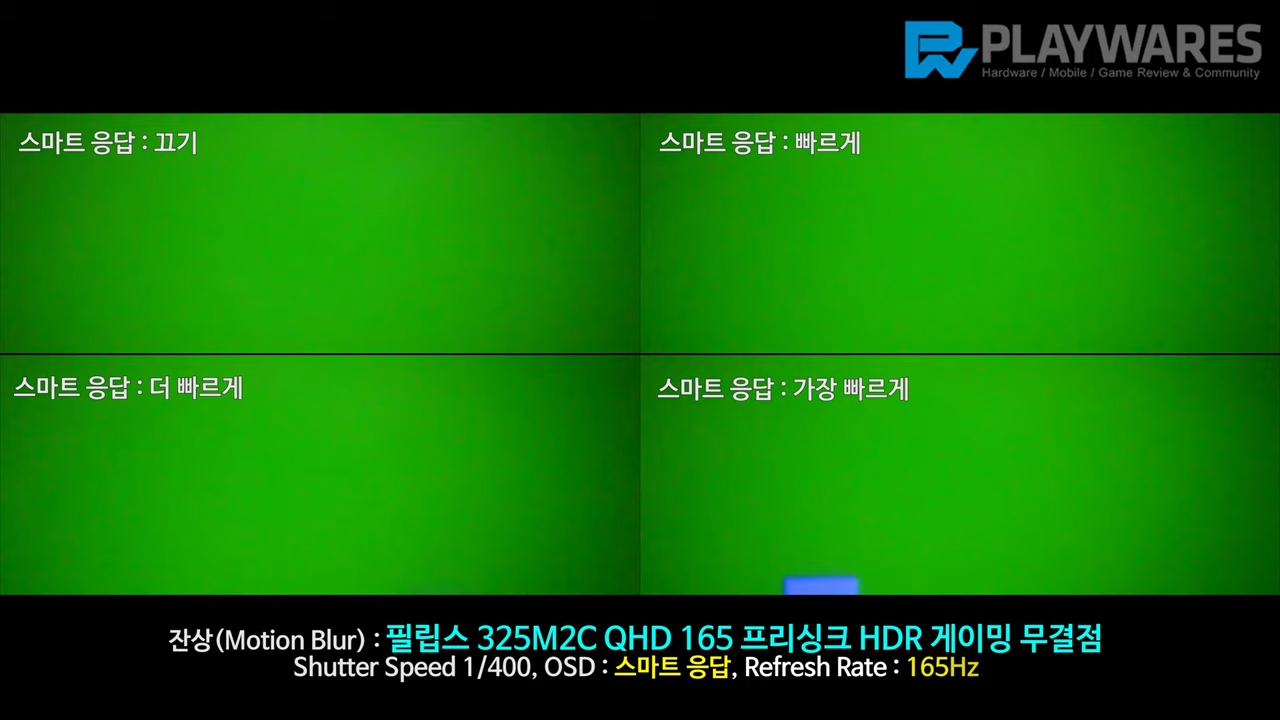 PLAYWARES
Hardware / Mobile / Game Review & Community
스마트 응답 : 끄기
스마트 응답 : 빠르게
스마트 응답 : 더 빠르게
스마트 응답 : 가장 빠르게
잔상(Motion Blur) : 필립스 325M2C QHD 165 프리싱크 HDR 게이밍 무결점
Shutter Speed 1/400, OSD : 스마트 응답, Refresh Rate : 165Hz